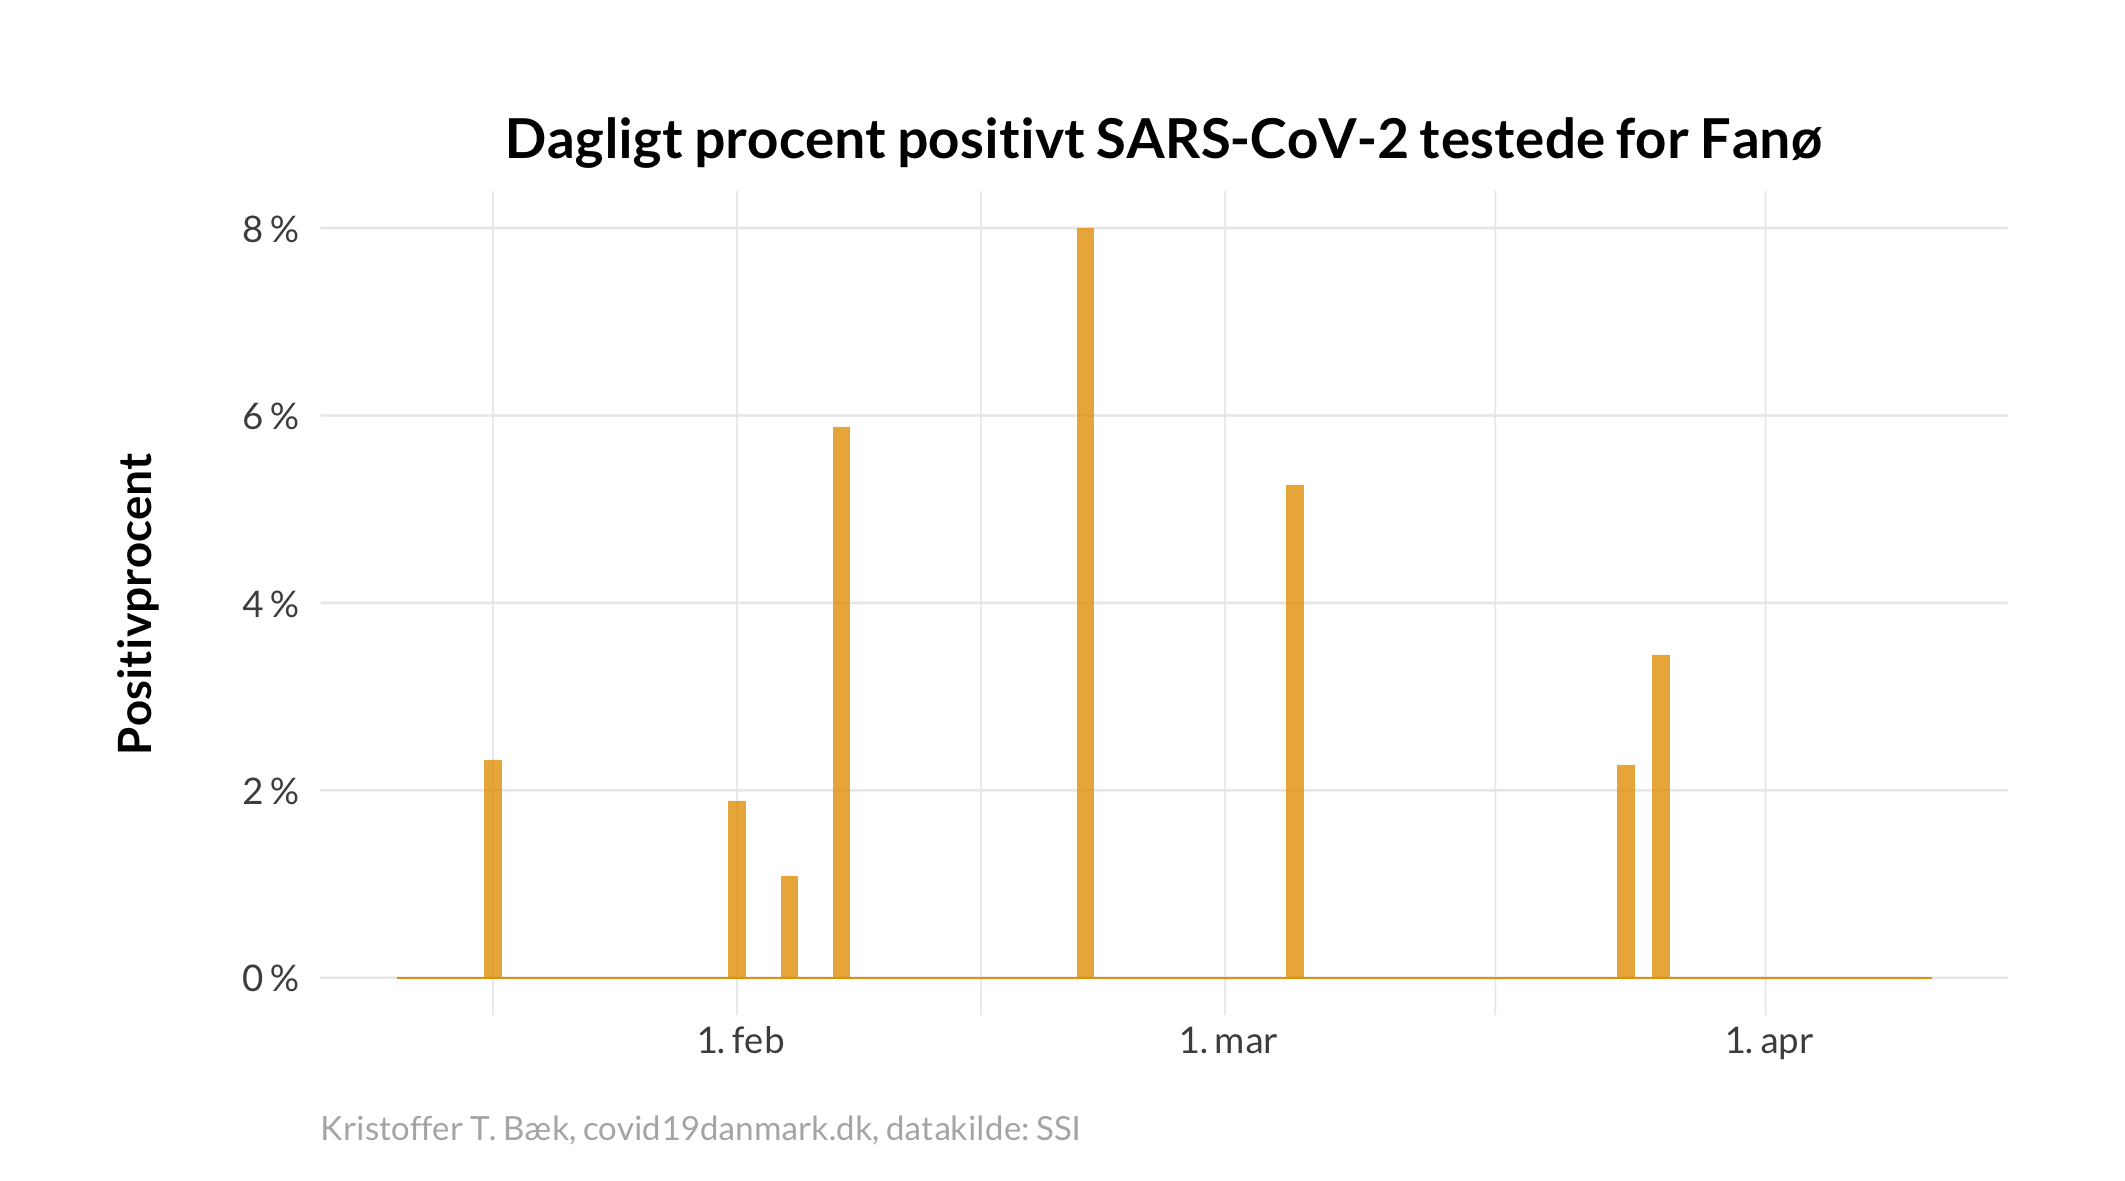 Dagligt procent positivt SARS-CoV-2 testede for Fanø
Positivprocent
8 %
6 %
4 %
2 %
0 %
1. feb
1. mar
1. apr
Kristoffer T. Bæk, covid19danmark.dk, datakilde: SSI